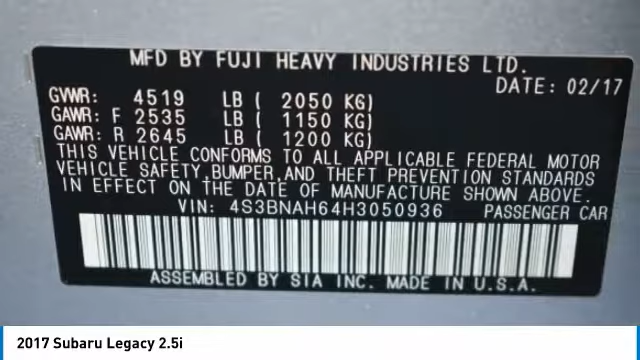 MFD BY FUJI HEAVY INDUSTRIES LTD.
DATE: 02/17
GVWR: 4519 LB ( 2050 KG)
GAWR: F 2535 LB ( 1150 KG)
GAWR: R 2645 LB ( 1200 KG)
THIS VEHICLE CONFORMS TO ALL APPLICABLE FEDERAL MOTOR
VEHICLE SAFETY,BUMPER,AND THEFT PREVENTION STANDARDS
IN EFFECT ON THE DATE OF MANUFACTURE SHOWN ABOVE.
VIN: 4S3BNAH64H3050936 PASSENGER CAR
ASSEMBLED BY SIA INC. MADE IN U.S.A.
2017 Subaru Legacy 2.5i